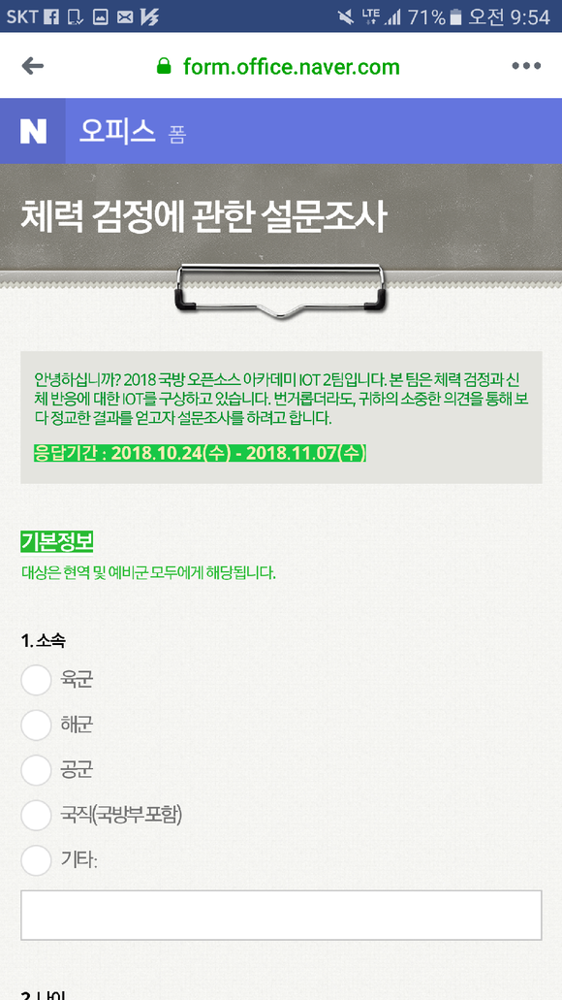 SKT LTE 71% 오전 9:54
form.office.naver.com
N 오피스 폼
체력 검정에 관한 설문조사
안녕하십니까? 2018 국방 오픈소스 아카데미 IOT 2팀입니다. 본 팀은 체력 검정과 신
체 반응에 대한 IOT를 구상하고 있습니다. 번거롭더라도, 귀하의 소중한 의견을 통해 보
다 정교한 결과를 얻고자 설문조사를 하려고 합니다.
응답기간 : 2018.10.24(수) - 2018.11.07(수)
기본정보
대상은 현역 및 예비군 모두에게 해당됩니다.
1. 소속
육군
해군
공군
국직(국방부 포함)
기타:
2. 나이